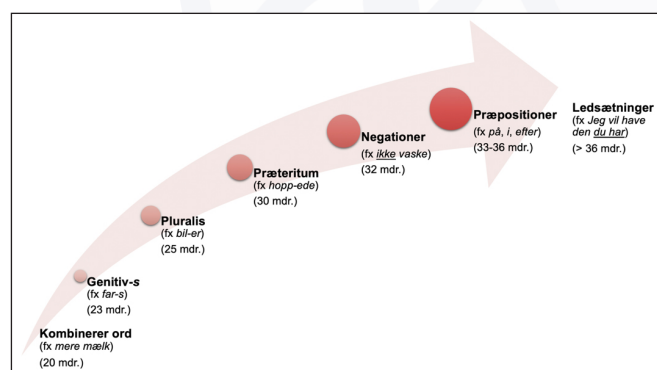 Kombinerer ord
(fx mere mælk)
(20 mdr.)
Genitiv-s
(fx far-s)
(23 mdr.)
Pluralis
(fx bil-er)
(25 mdr.)
Præteritum
(fx hopp-ede)
(30 mdr.)
Negationer
(fx ikke vaske)
(32 mdr.)
Præpositioner
(fx på, i, efter)
(33-36 mdr.)
Ledsætninger
(fx Jeg vil have
den du har)
(> 36 mdr.)